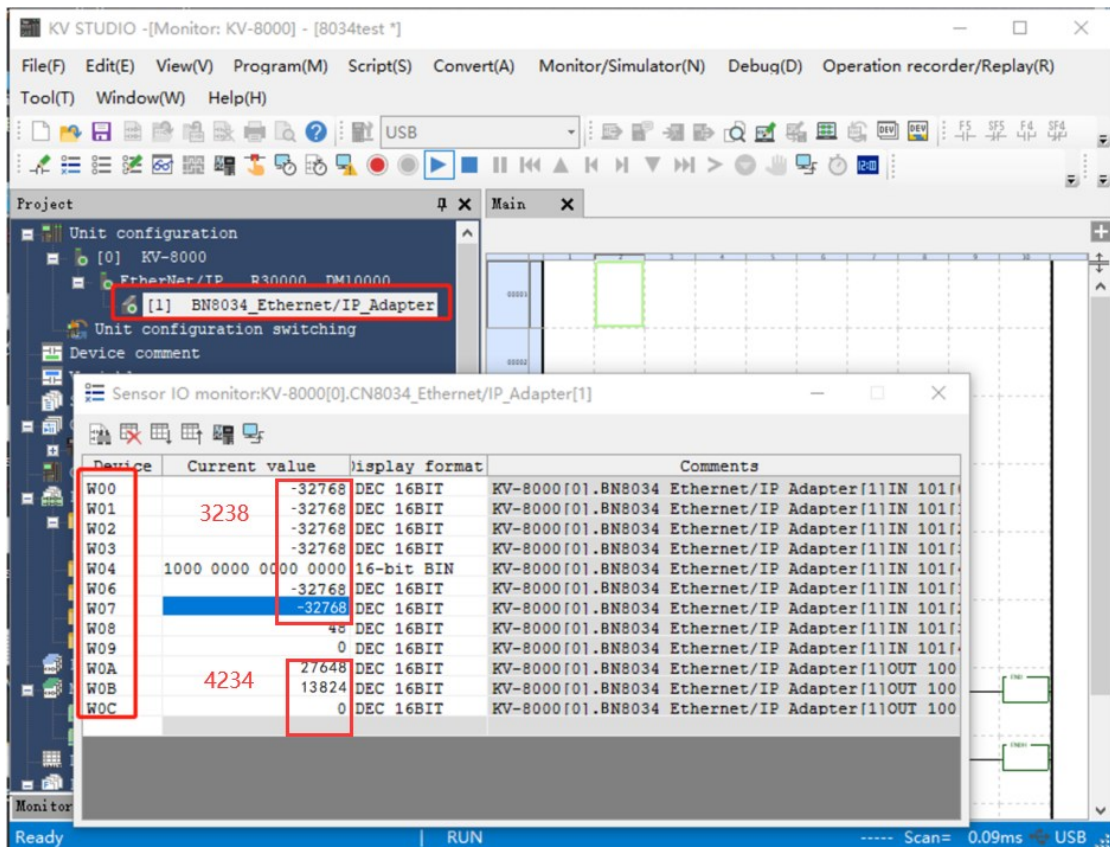 KV STUDIO -[Monitor: KV-8000] - [8034test *]
File(F) Edit(E) View(V) Program(M) Script(S) Convert(A) Monitor/Simulator(N) Debug(D) Operation recorder/Replay(R)
Tool(T) Window(W) Help(H)
USB
DEV DEV F5 SF5 F4 SF4
Project
Main
Unit configuration
[0] KV-8000
EtherNet/IP R30000 DM10000
[1] BN8034_Ethernet/IP_Adapter
Unit configuration switching
Device comment
00001
00002
Sensor IO monitor:KV-8000[0].CN8034_Ethernet/IP_Adapter[1]
Device Current value Display format Comments
W00 -32768 DEC 16BIT KV-8000[0].BN8034 Ethernet/IP Adapter[1]IN 101[
W01 3238 -32768 DEC 16BIT KV-8000[0].BN8034 Ethernet/IP Adapter[1]IN 101[
W02 -32768 DEC 16BIT KV-8000[0].BN8034 Ethernet/IP Adapter[1]IN 101[
W03 -32768 DEC 16BIT KV-8000[0].BN8034 Ethernet/IP Adapter[1]IN 101[
W04 1000 0000 0000 0000 16-bit BIN KV-8000[0].BN8034 Ethernet/IP Adapter[1]IN 101[
W06 -32768 DEC 16BIT KV-8000[0].BN8034 Ethernet/IP Adapter[1]IN 101[
W07 -32768 DEC 16BIT KV-8000[0].BN8034 Ethernet/IP Adapter[1]IN 101[
W08 48 DEC 16BIT KV-8000[0].BN8034 Ethernet/IP Adapter[1]IN 101[
W09 0 DEC 16BIT KV-8000[0].BN8034 Ethernet/IP Adapter[1]IN 101[
W0A 27648 DEC 16BIT KV-8000[0].BN8034 Ethernet/IP Adapter[1]OUT 100
W0B 4234 13824 DEC 16BIT KV-8000[0].BN8034 Ethernet/IP Adapter[1]OUT 100
W0C 0 DEC 16BIT KV-8000[0].BN8034 Ethernet/IP Adapter[1]OUT 100
END
ENDH
Monitor
Ready RUN ----- Scan= 0.09ms USB